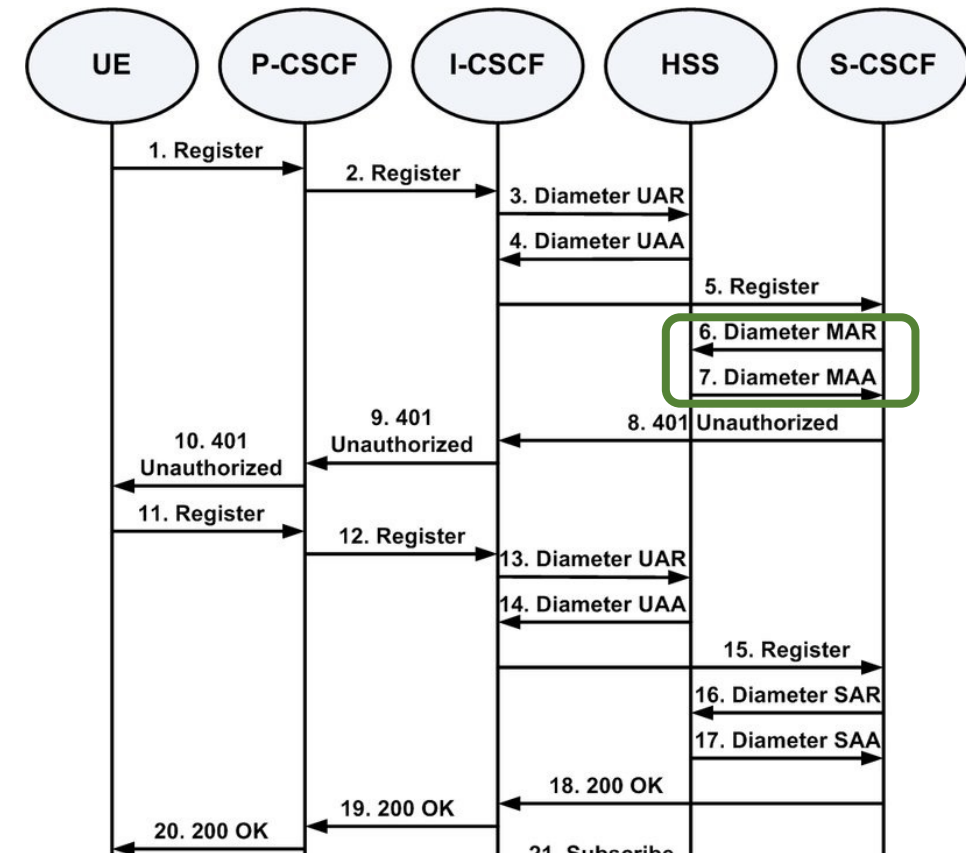 UE
P-CSCF
I-CSCF
HSS
S-CSCF
1. Register
2. Register
3. Diameter UAR
4. Diameter UAA
5. Register
6. Diameter MAR
7. Diameter MAA
8. 401 Unauthorized
9. 401
Unauthorized
10. 401
Unauthorized
11. Register
12. Register
13. Diameter UAR
14. Diameter UAA
15. Register
16. Diameter SAR
17. Diameter SAA
18. 200 OK
19. 200 OK
20. 200 OK
21. Subscribe